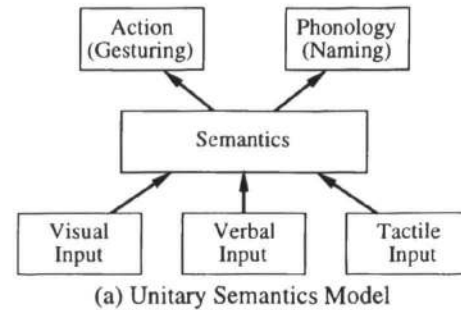 Action
(Gesturing)
Phonology
(Naming)
Semantics
Visual
Input
Verbal
Input
Tactile
Input
(a) Unitary Semantics Model